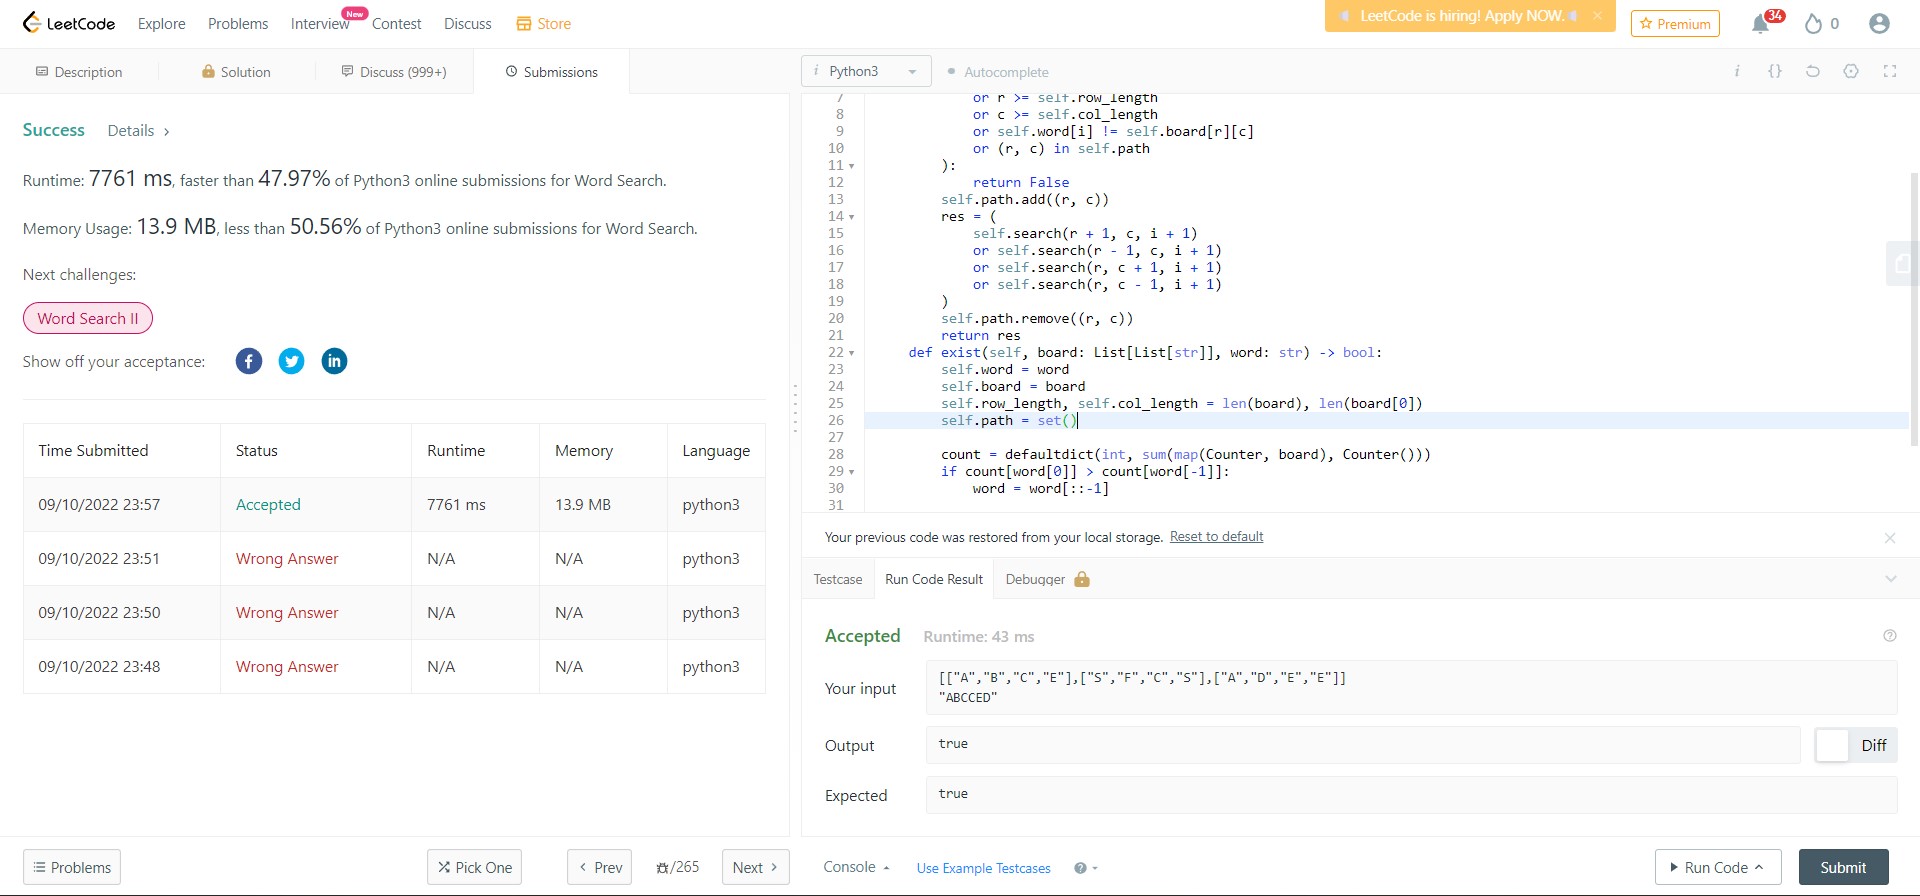 LeetCode
Explore
Problems
Interview
New
Contest
Discuss
Store
LeetCode is hiring! Apply NOW.
Premium
34
0
Description
Solution
Discuss (999+)
Submissions
i Python3
Autocomplete
i
{}
Success
Details
Runtime: 7761 ms, faster than 47.97% of Python3 online submissions for Word Search.
Memory Usage: 13.9 MB, less than 50.56% of Python3 online submissions for Word Search.
Next challenges:
Word Search II
Show off your acceptance:
Time Submitted Status Runtime Memory Language
09/10/2022 23:57 Accepted 7761 ms 13.9 MB python3
09/10/2022 23:51 Wrong Answer N/A N/A python3
09/10/2022 23:50 Wrong Answer N/A N/A python3
09/10/2022 23:48 Wrong Answer N/A N/A python3
Problems
Pick One
Prev
/265
Next
7 or r >= self.row_length
8 or c >= self.col_length
9 or self.word[i] != self.board[r][c]
10 or (r, c) in self.path
11 ):
12 return False
13 self.path.add((r, c))
14 res = (
15 self.search(r + 1, c, i + 1)
16 or self.search(r - 1, c, i + 1)
17 or self.search(r, c + 1, i + 1)
18 or self.search(r, c - 1, i + 1)
19 )
20 self.path.remove((r, c))
21 return res
22 def exist(self, board: List[List[str]], word: str) -> bool:
23 self.word = word
24 self.board = board
25 self.row_length, self.col_length = len(board), len(board[0])
26 self.path = set()
27
28 count = defaultdict(int, sum(map(Counter, board), Counter()))
29 if count[word[0]] > count[word[-1]]:
30 word = word[::-1]
31
Your previous code was restored from your local storage. Reset to default
Testcase
Run Code Result
Debugger
Accepted Runtime: 43 ms
Your input
[["A","B","C","E"],["S","F","C","S"],["A","D","E","E"]]
"ABCCED"
Output
true
Diff
Expected
true
Console
Use Example Testcases
Run Code
Submit